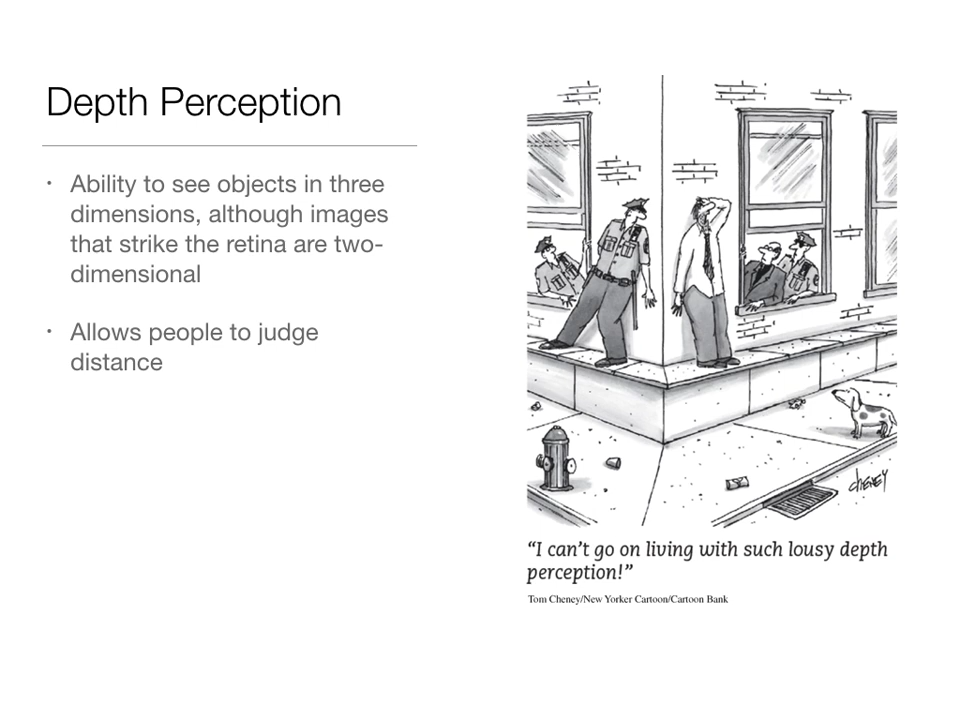 Depth Perception
• Ability to see objects in three
dimensions, although images
that strike the retina are two-
dimensional
• Allows people to judge
distance
CHENEY
“I can’t go on living with such lousy depth
perception!”
Tom Cheney/New Yorker Cartoon/Cartoon Bank